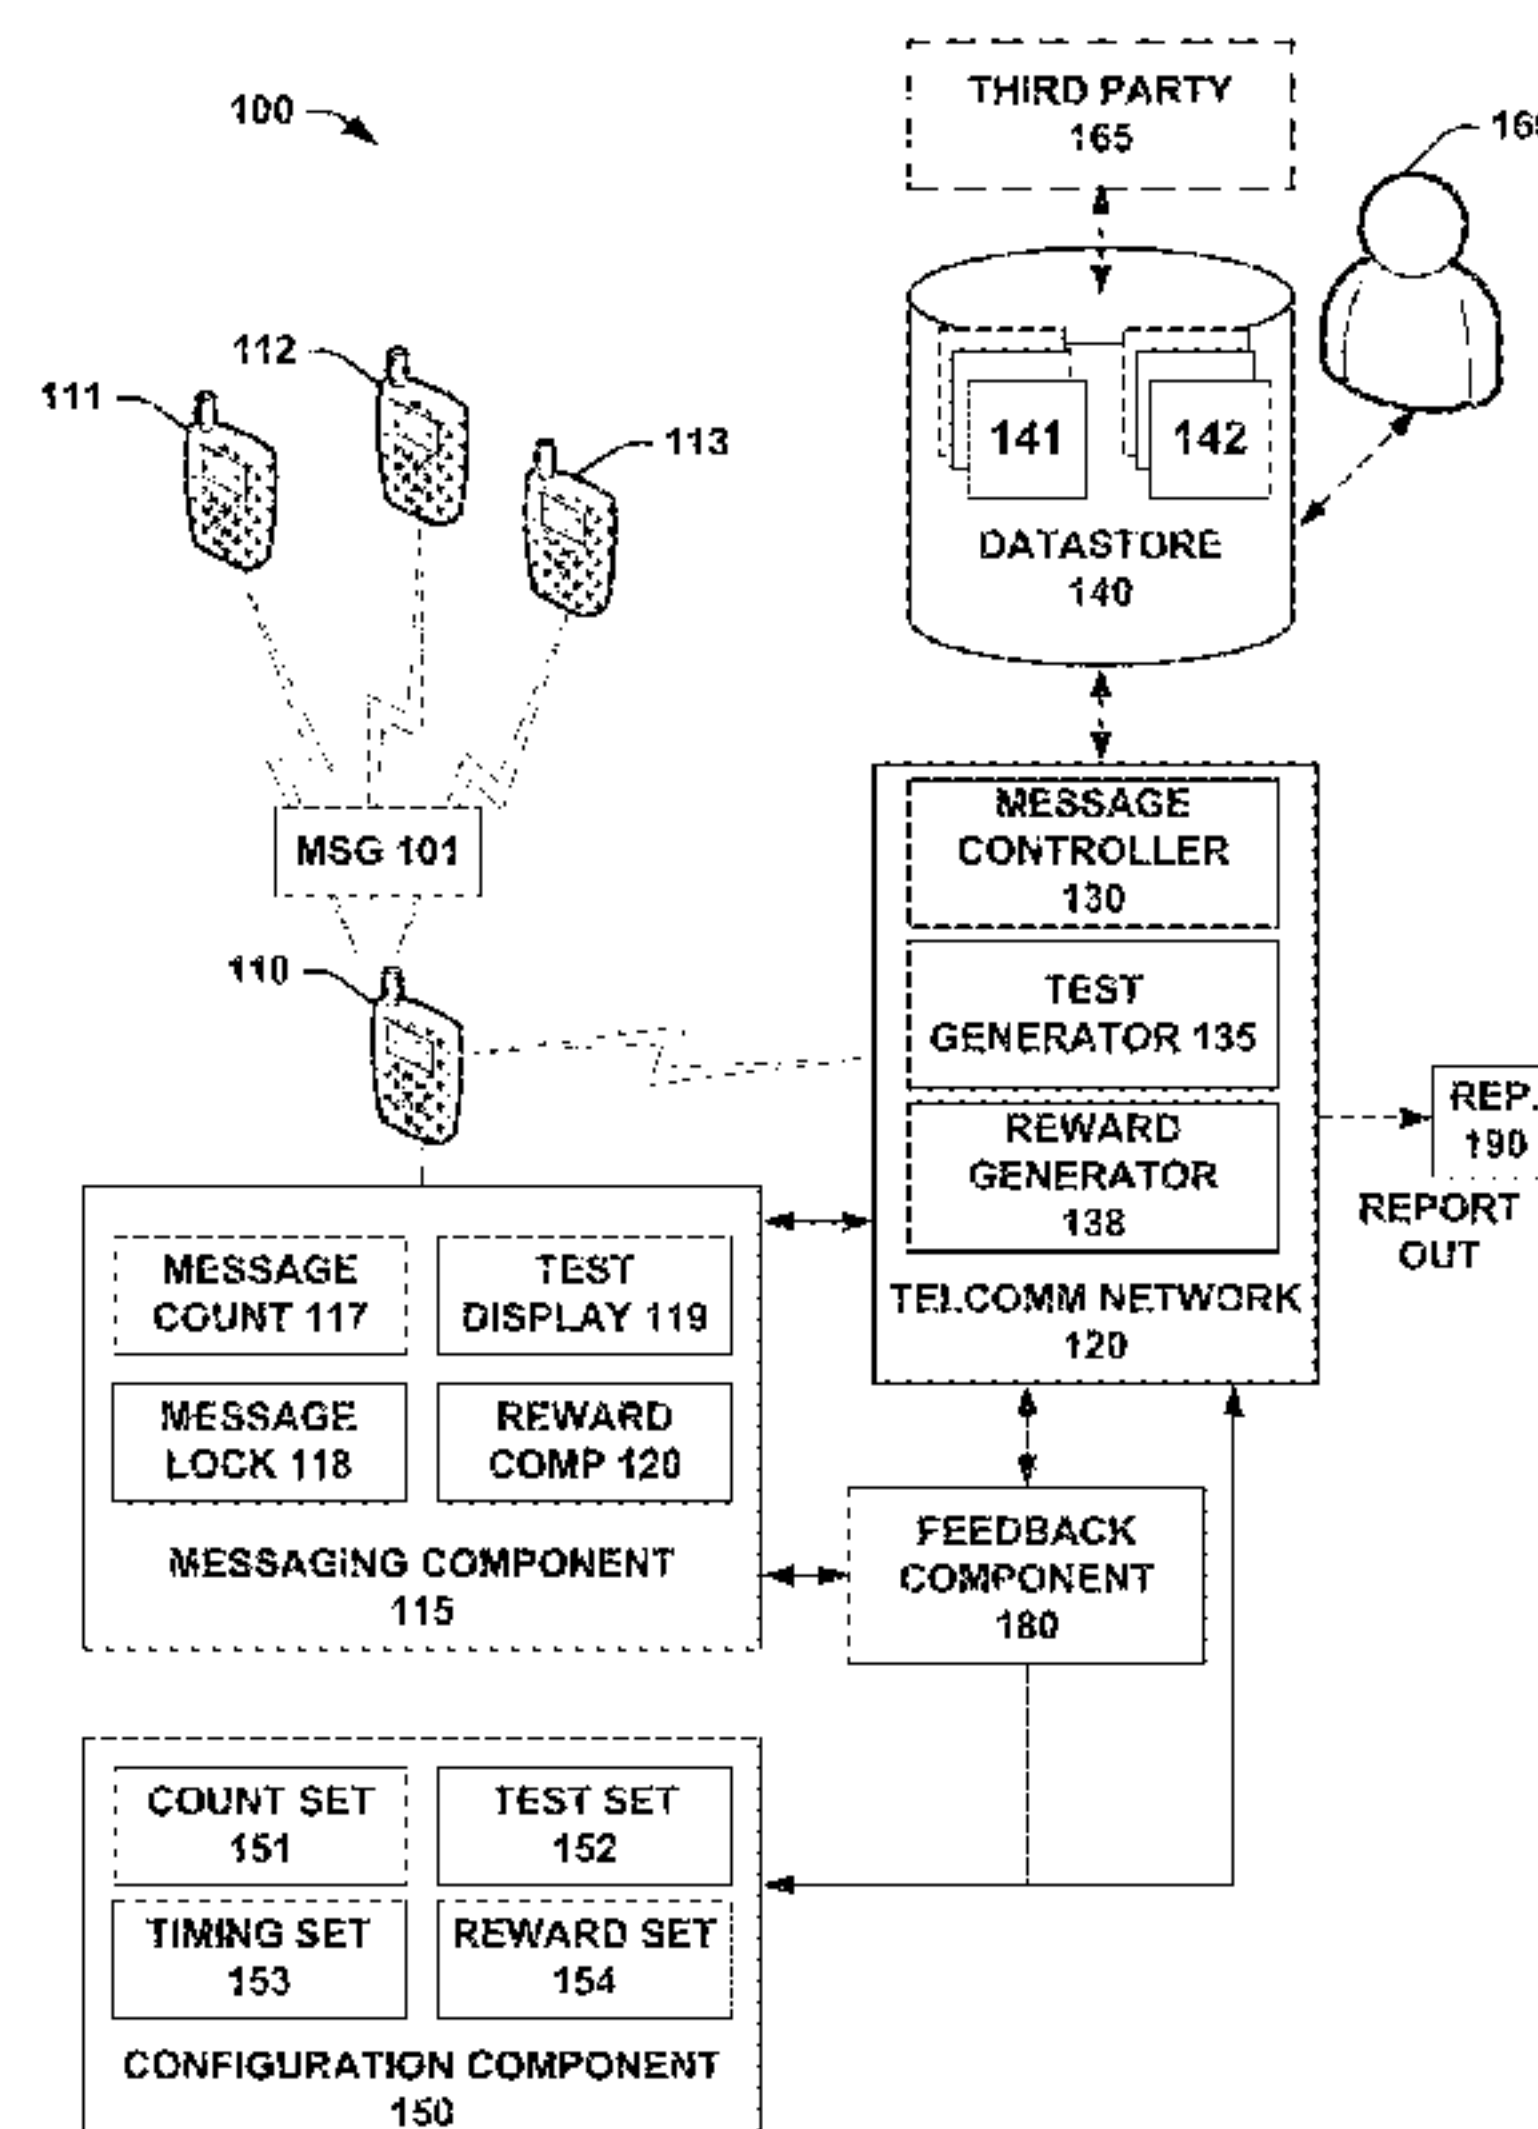 100
THIRD PARTY
165
112
111
113
141
142
DATASTORE
140
MSG 101
110
MESSAGE
CONTROLLER
130
TEST
GENERATOR 135
REWARD
GENERATOR
138
TELCOMM NETWORK
120
REP.
190
REPORT
OUT
MESSAGE
COUNT 117
TEST
DISPLAY 119
MESSAGE
LOCK 118
REWARD
COMP 120
MESSAGING COMPONENT
115
FEEDBACK
COMPONENT
180
COUNT SET
151
TEST SET
152
TIMING SET
153
REWARD SET
154
CONFIGURATION COMPONENT
150